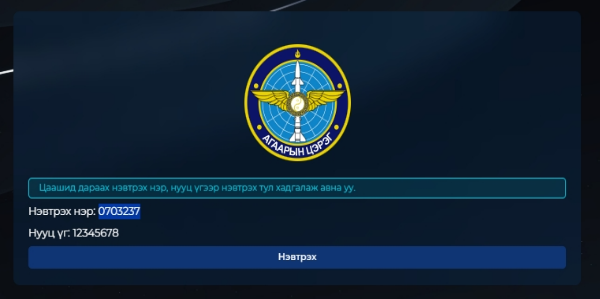 АГААРЫН ЦЭРЭГ
Цаашид дараах нэвтрэх нэр, нууц үгээр нэвтрэх тул хадгалаж авна уу.
Нэвтрэх нэр: 0703237
Нууц үг: 12345678
Нэвтрэх